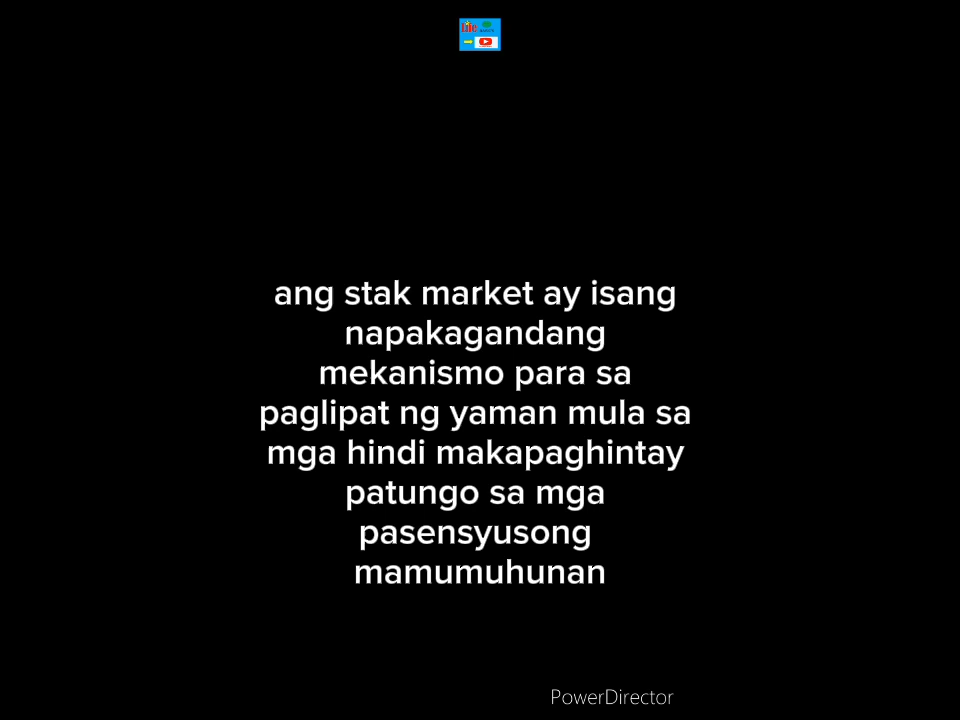 Life
ang stak market ay isang
napakagandang
mekanismo para sa
paglipat ng yaman mula sa
mga hindi makapaghintay
patungo sa mga
pasensyusong
mamumuhunan
PowerDirector